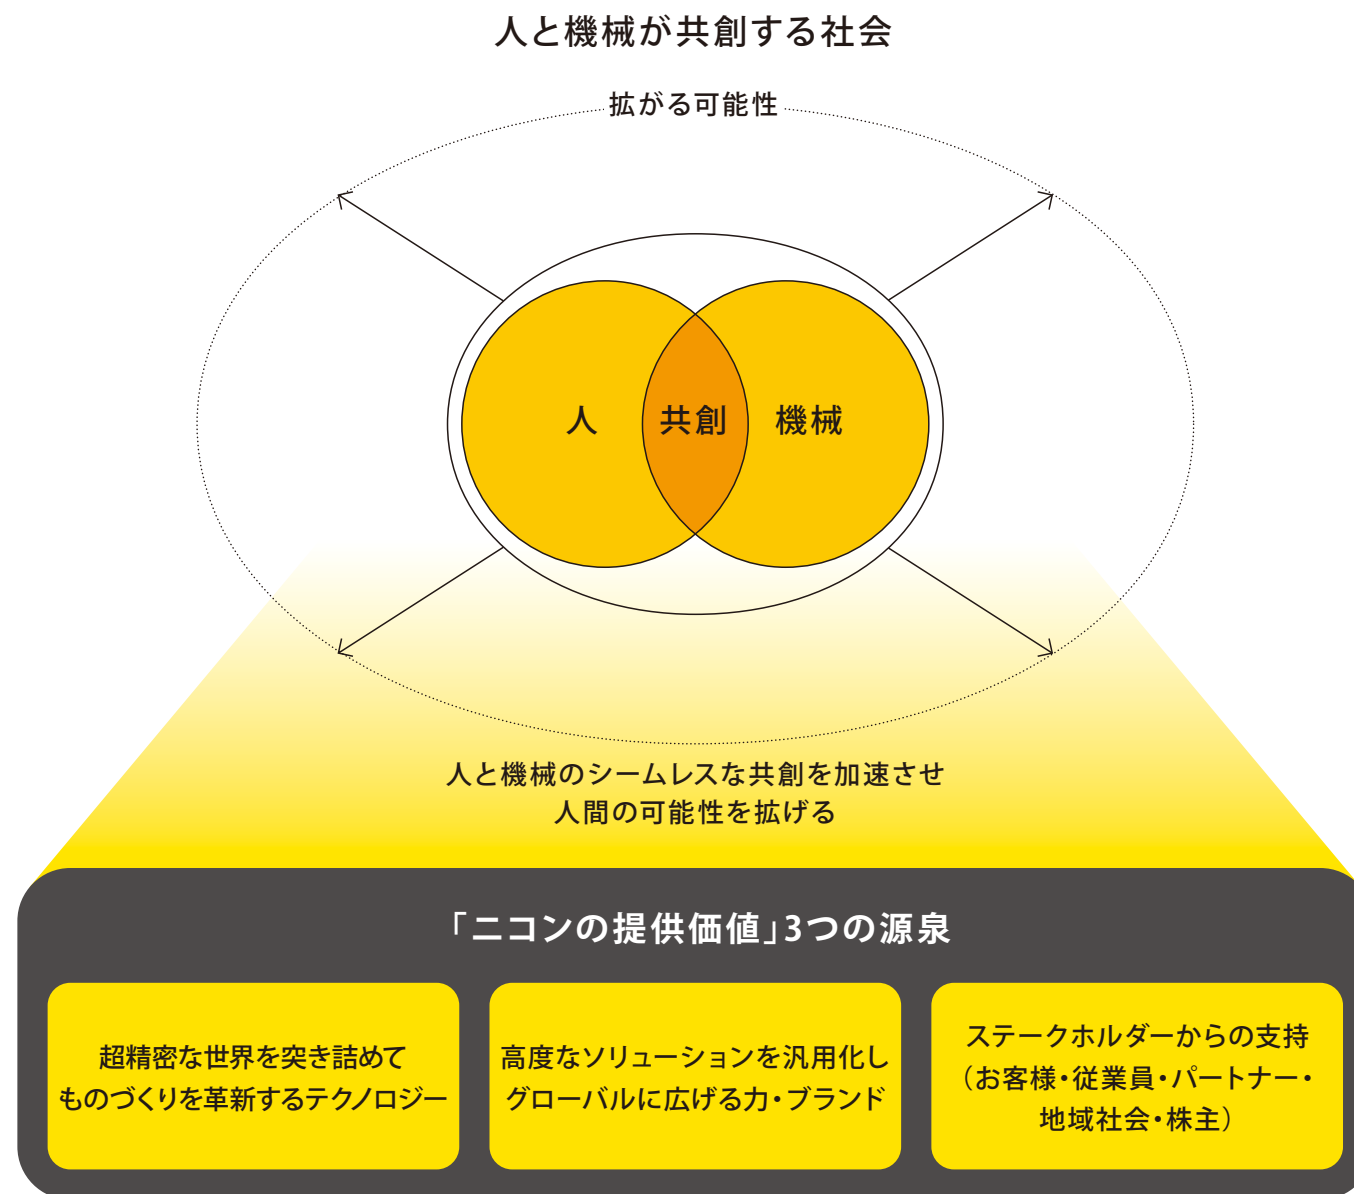 人と機械が共創する社会
拡がる可能性
人
共創
機械
人と機械のシームレスな共創を加速させ
人間の可能性を拡げる
「ニコンの提供価値」3つの源泉
超精密な世界を突き詰めて
ものづくりを革新するテクノロジー
高度なソリューションを汎用化し
グローバルに広げる力・ブランド
ステークホルダーからの支持
（お客様・従業員・パートナー・
地域社会・株主）